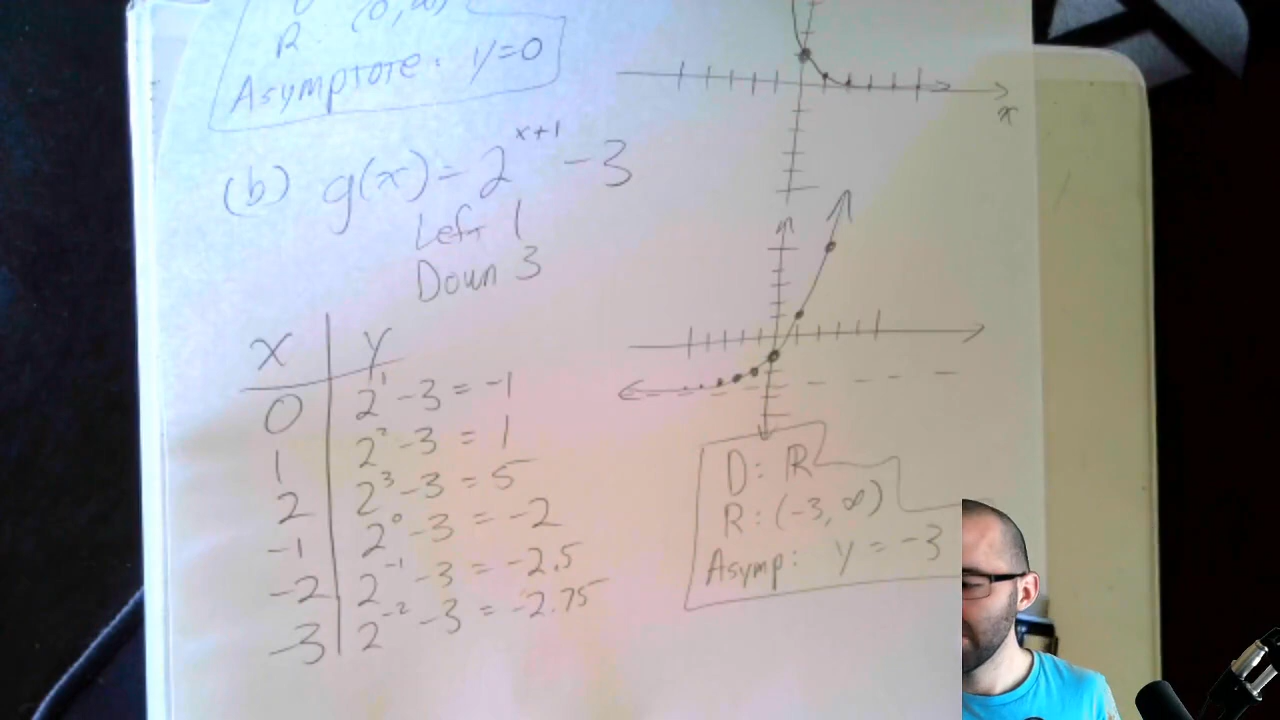 R: (0, ∞)
Asymptote: y=0
x
(b) g(x) = 2^{x+1} - 3
Left 1
Down 3
x | y
0 | 2^1 - 3 = -1
1 | 2^2 - 3 = 1
2 | 2^3 - 3 = 5
-1 | 2^0 - 3 = -2
-2 | 2^{-1} - 3 = -2.5
-3 | 2^{-2} - 3 = -2.75
D: ℝ
R: (-3, ∞)
Asymp: y = -3